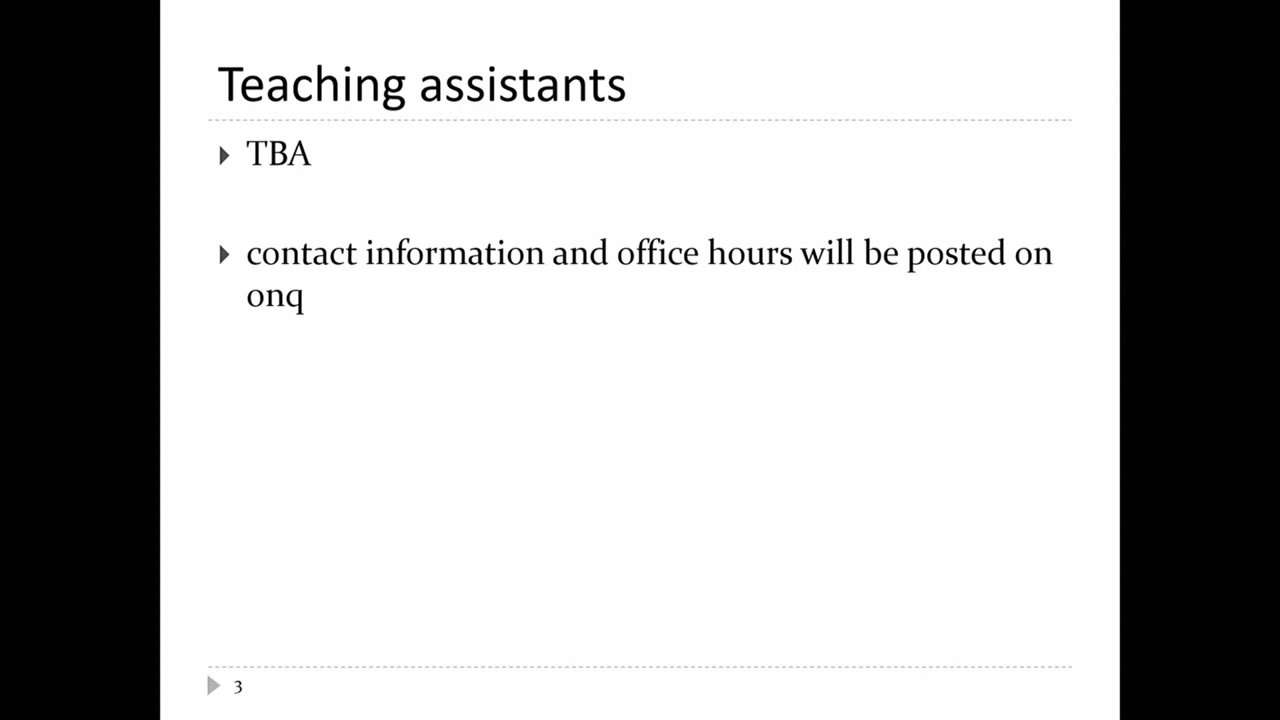 Teaching assistants
TBA
contact information and office hours will be posted on
onq
3